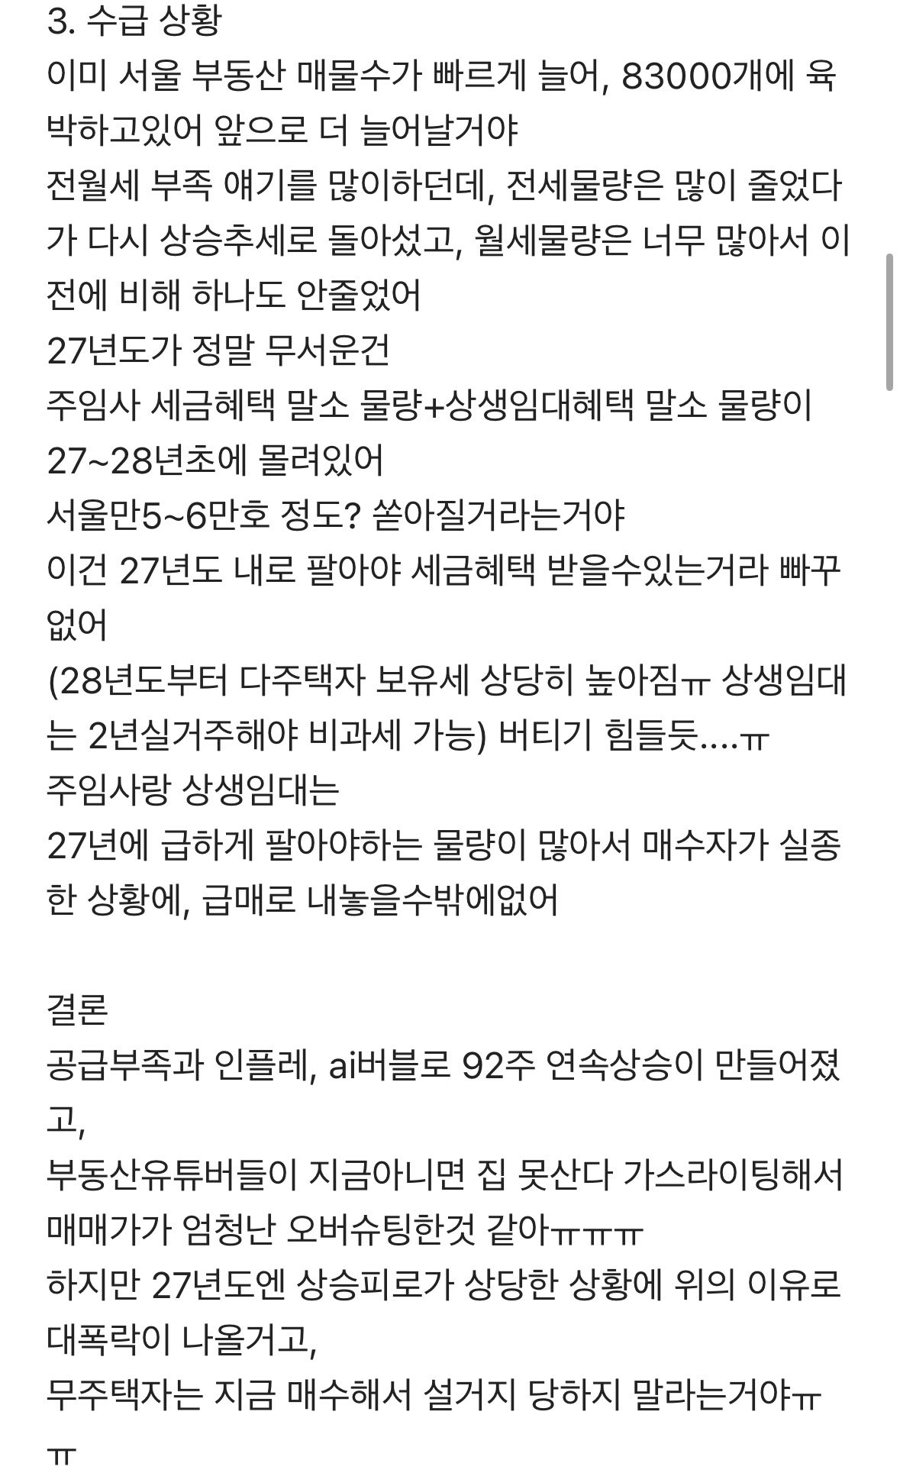 3. 수급 상황
이미 서울 부동산 매물수가 빠르게 늘어, 83000개에 육
박하고있어 앞으로 더 늘어날거야
전월세 부족 얘기를 많이하던데, 전세물량은 많이 줄었다
가 다시 상승추세로 돌아섰고, 월세물량은 너무 많아서 이
전에 비해 하나도 안줄었어
27년도가 정말 무서운건
주임사 세금혜택 말소 물량+상생임대혜택 말소 물량이
27~28년초에 몰려있어
서울만5~6만호 정도? 쏟아질거라는거야
이건 27년도 내로 팔아야 세금혜택 받을수있는거라 빠꾸
없어
(28년도부터 다주택자 보유세 상당히 높아짐ㅠ 상생임대
는 2년실거주해야 비과세 가능) 버티기 힘들듯....ㅠ
주임사랑 상생임대는
27년에 급하게 팔아야하는 물량이 많아서 매수자가 실종
한 상황에, 급매로 내놓을수밖에없어
결론
공급부족과 인플레, ai버블로 92주 연속상승이 만들어졌
고,
부동산유튜버들이 지금아니면 집 못산다 가스라이팅해서
매매가가 엄청난 오버슈팅한것 같아ㅠㅠㅠ
하지만 27년도엔 상승피로가 상당한 상황에 위의 이유로
대폭락이 나올거고,
무주택자는 지금 매수해서 설거지 당하지 말라는거야ㅠ
ㅠ